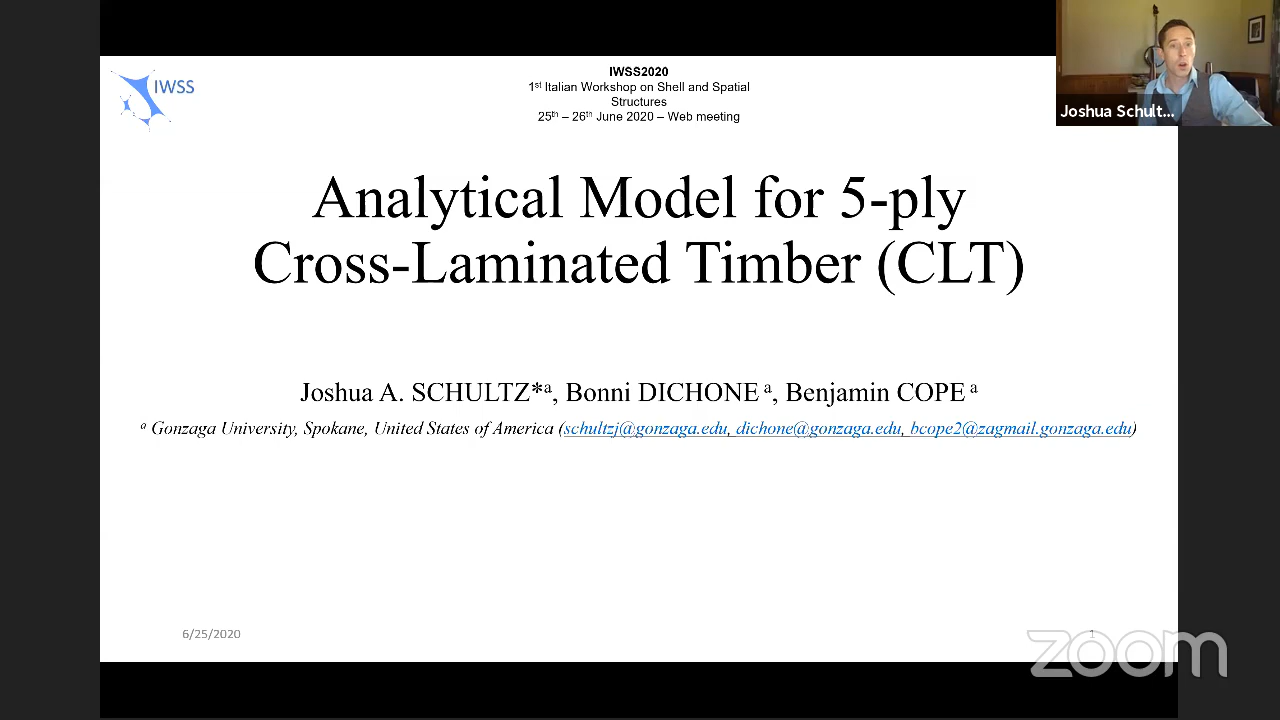 IWSS
IWSS2020
1st Italian Workshop on Shell and Spatial
Structures
25th – 26th June 2020 – Web meeting
Joshua Schult...
Analytical Model for 5-ply
Cross-Laminated Timber (CLT)
Joshua A. SCHULTZ*a, Bonni DICHONE a, Benjamin COPE a
a Gonzaga University, Spokane, United States of America (schultzj@gonzaga.edu, dichone@gonzaga.edu, bcope2@zagmail.gonzaga.edu)
6/25/2020
1
zoom